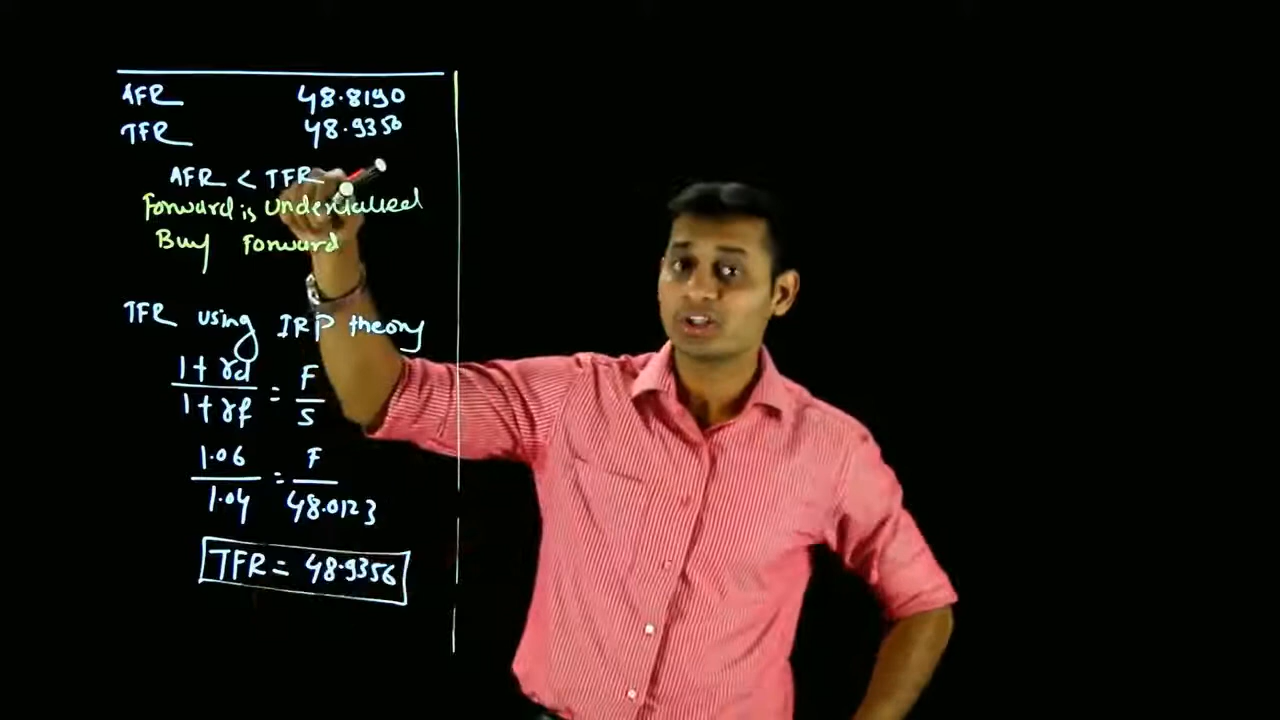 AFR 48.8190
TFR 48.9356
AFR < TFR
Forward is Undervalued
Buy Forward
TFR using IRP theory
1 + rd / 1 + rf = F / S
1.06 / 1.04 = F / 48.0123
TFR = 48.9356